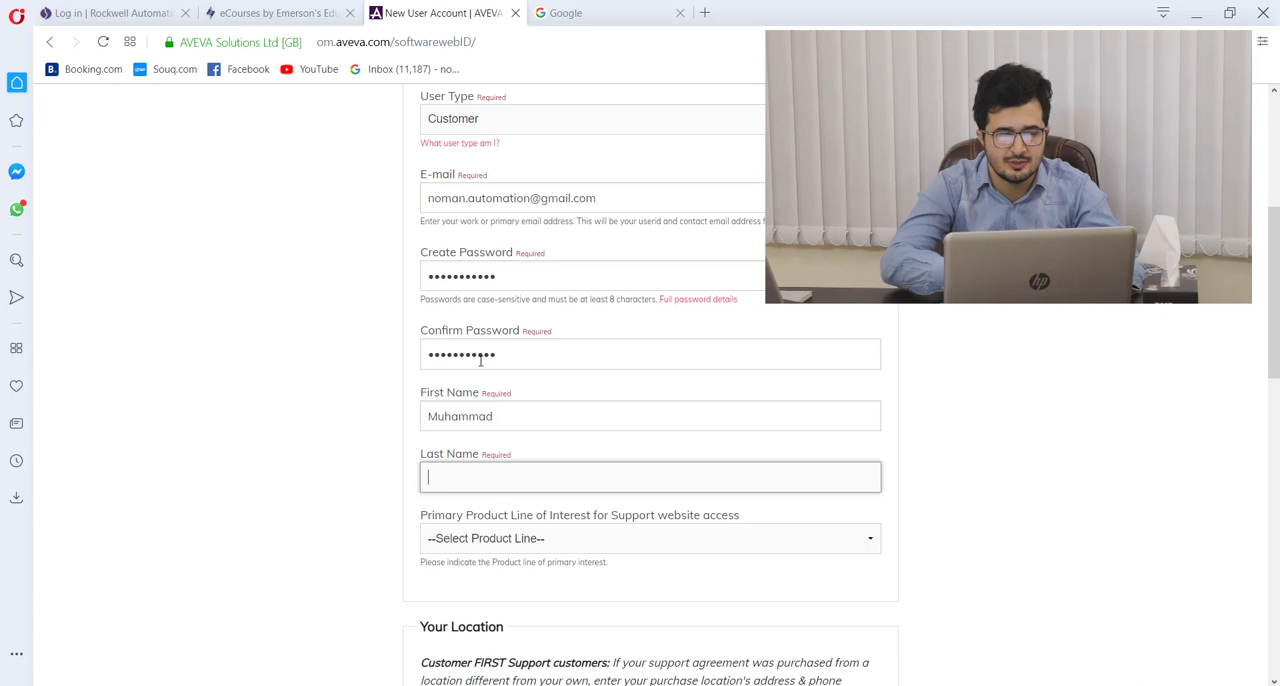 Log in | Rockwell Automati
eCourses by Emerson's Edu
New User Account | AVEVA
Google
AVEVA Solutions Ltd [GB]
om.aveva.com/softwarewebID/
Booking.com
Souq.com
Facebook
YouTube
Inbox (11,187) - no...
User Type Required
Customer
What user type am I?
E-mail Required
noman.automation@gmail.com
Enter your work or primary email address. This will be your userid and contact email address f
Create Password Required
Passwords are case-sensitive and must be at least 8 characters. Full password details
Confirm Password Required
First Name Required
Muhammad
Last Name Required
Primary Product Line of Interest for Support website access
--Select Product Line--
Please indicate the Product line of primary interest.
Your Location
Customer FIRST Support customers: If your support agreement was purchased from a
location different from your own, enter your purchase location's address & phone
hp